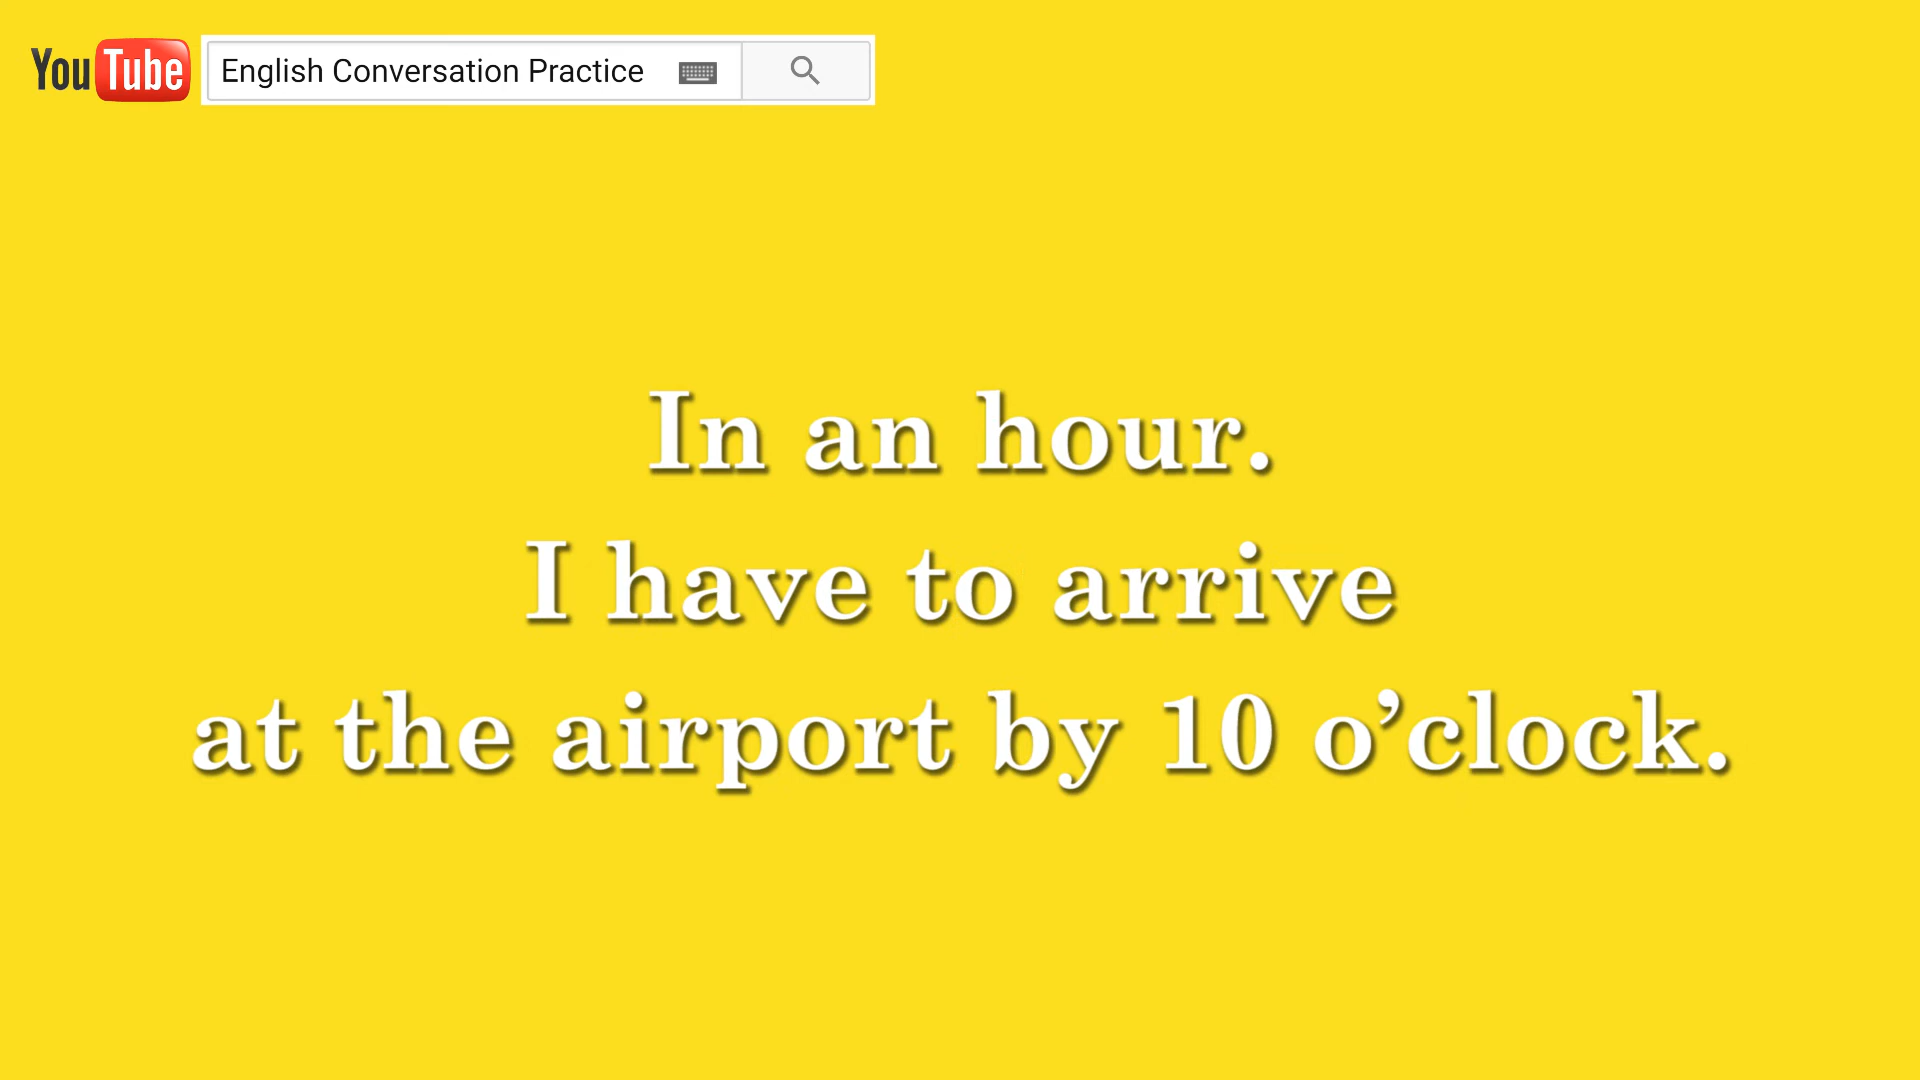 YouTube English Conversation Practice
In an hour.
I have to arrive
at the airport by 10 o’clock.